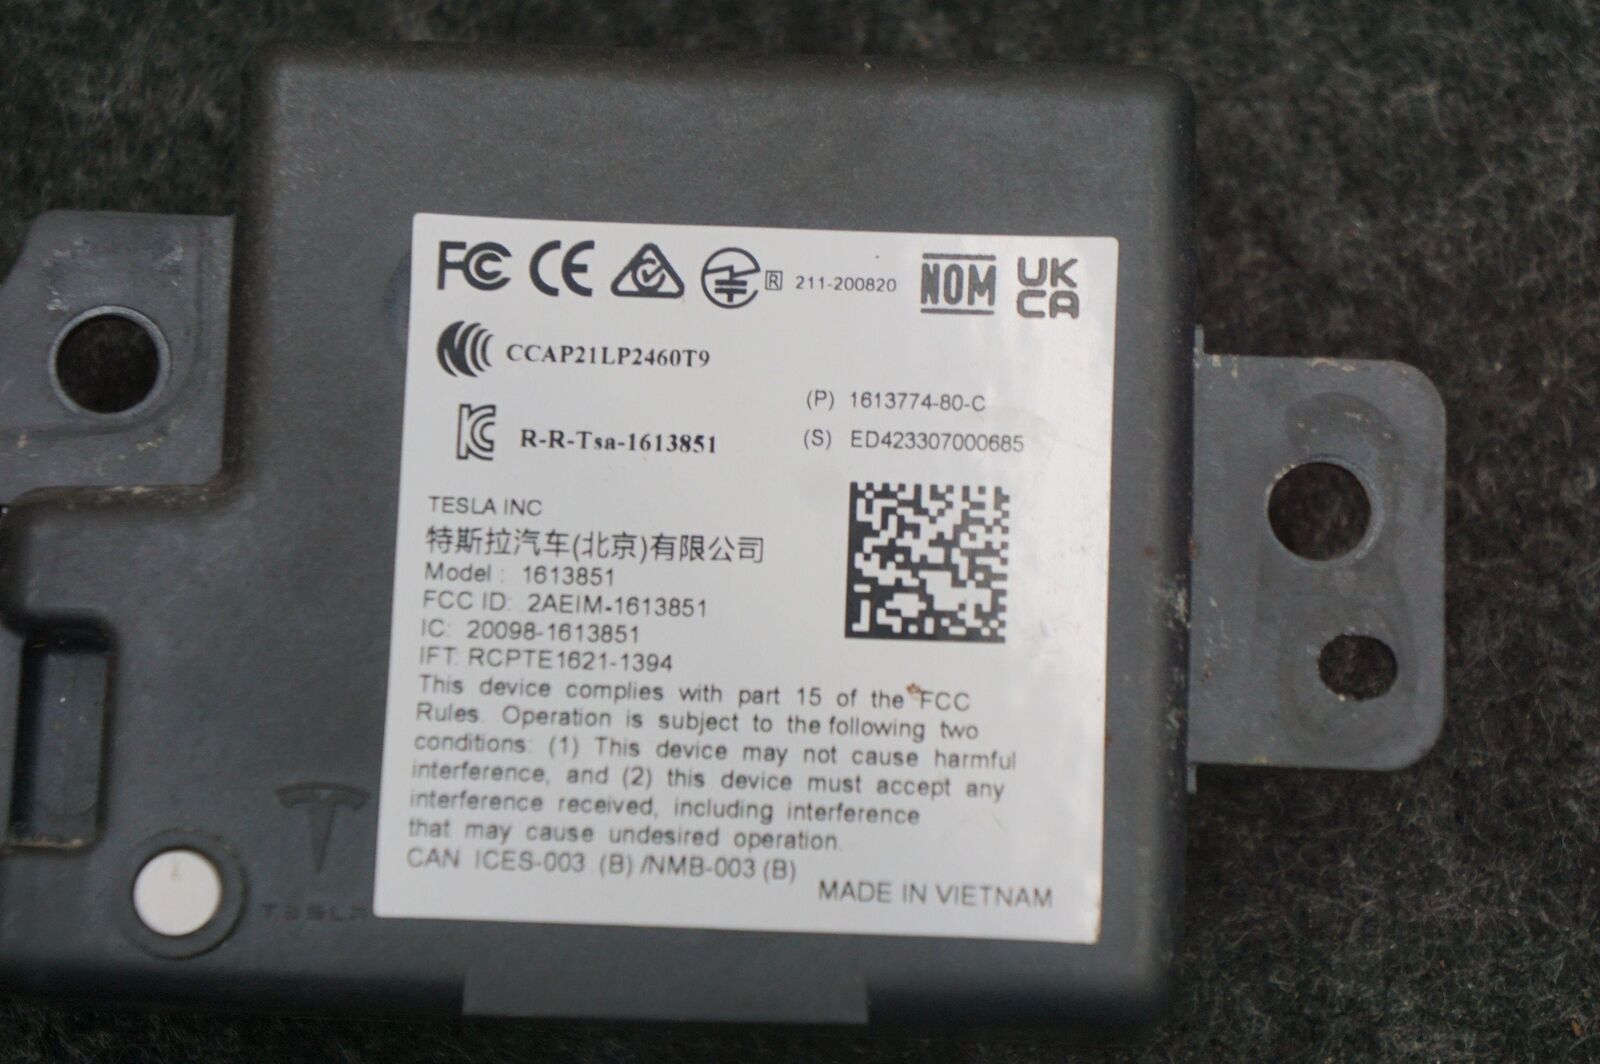 FC CE R 211-200820 NOM UK CA
CCAP21LP2460T9
(P) 1613774-80-C
R-R-Tsa-1613851
(S) ED423307000685
TESLA INC
特斯拉汽车(北京)有限公司
Model : 1613851
FCC ID: 2AEIM-1613851
IC: 20098-1613851
IFT: RCPTE1621-1394
This device complies with part 15 of the FCC
Rules. Operation is subject to the following two
conditions: (1) This device may not cause harmful
interference, and (2) this device must accept any
interference received, including interference
that may cause undesired operation.
CAN ICES-003 (B) /NMB-003 (B)
MADE IN VIETNAM
TESLA